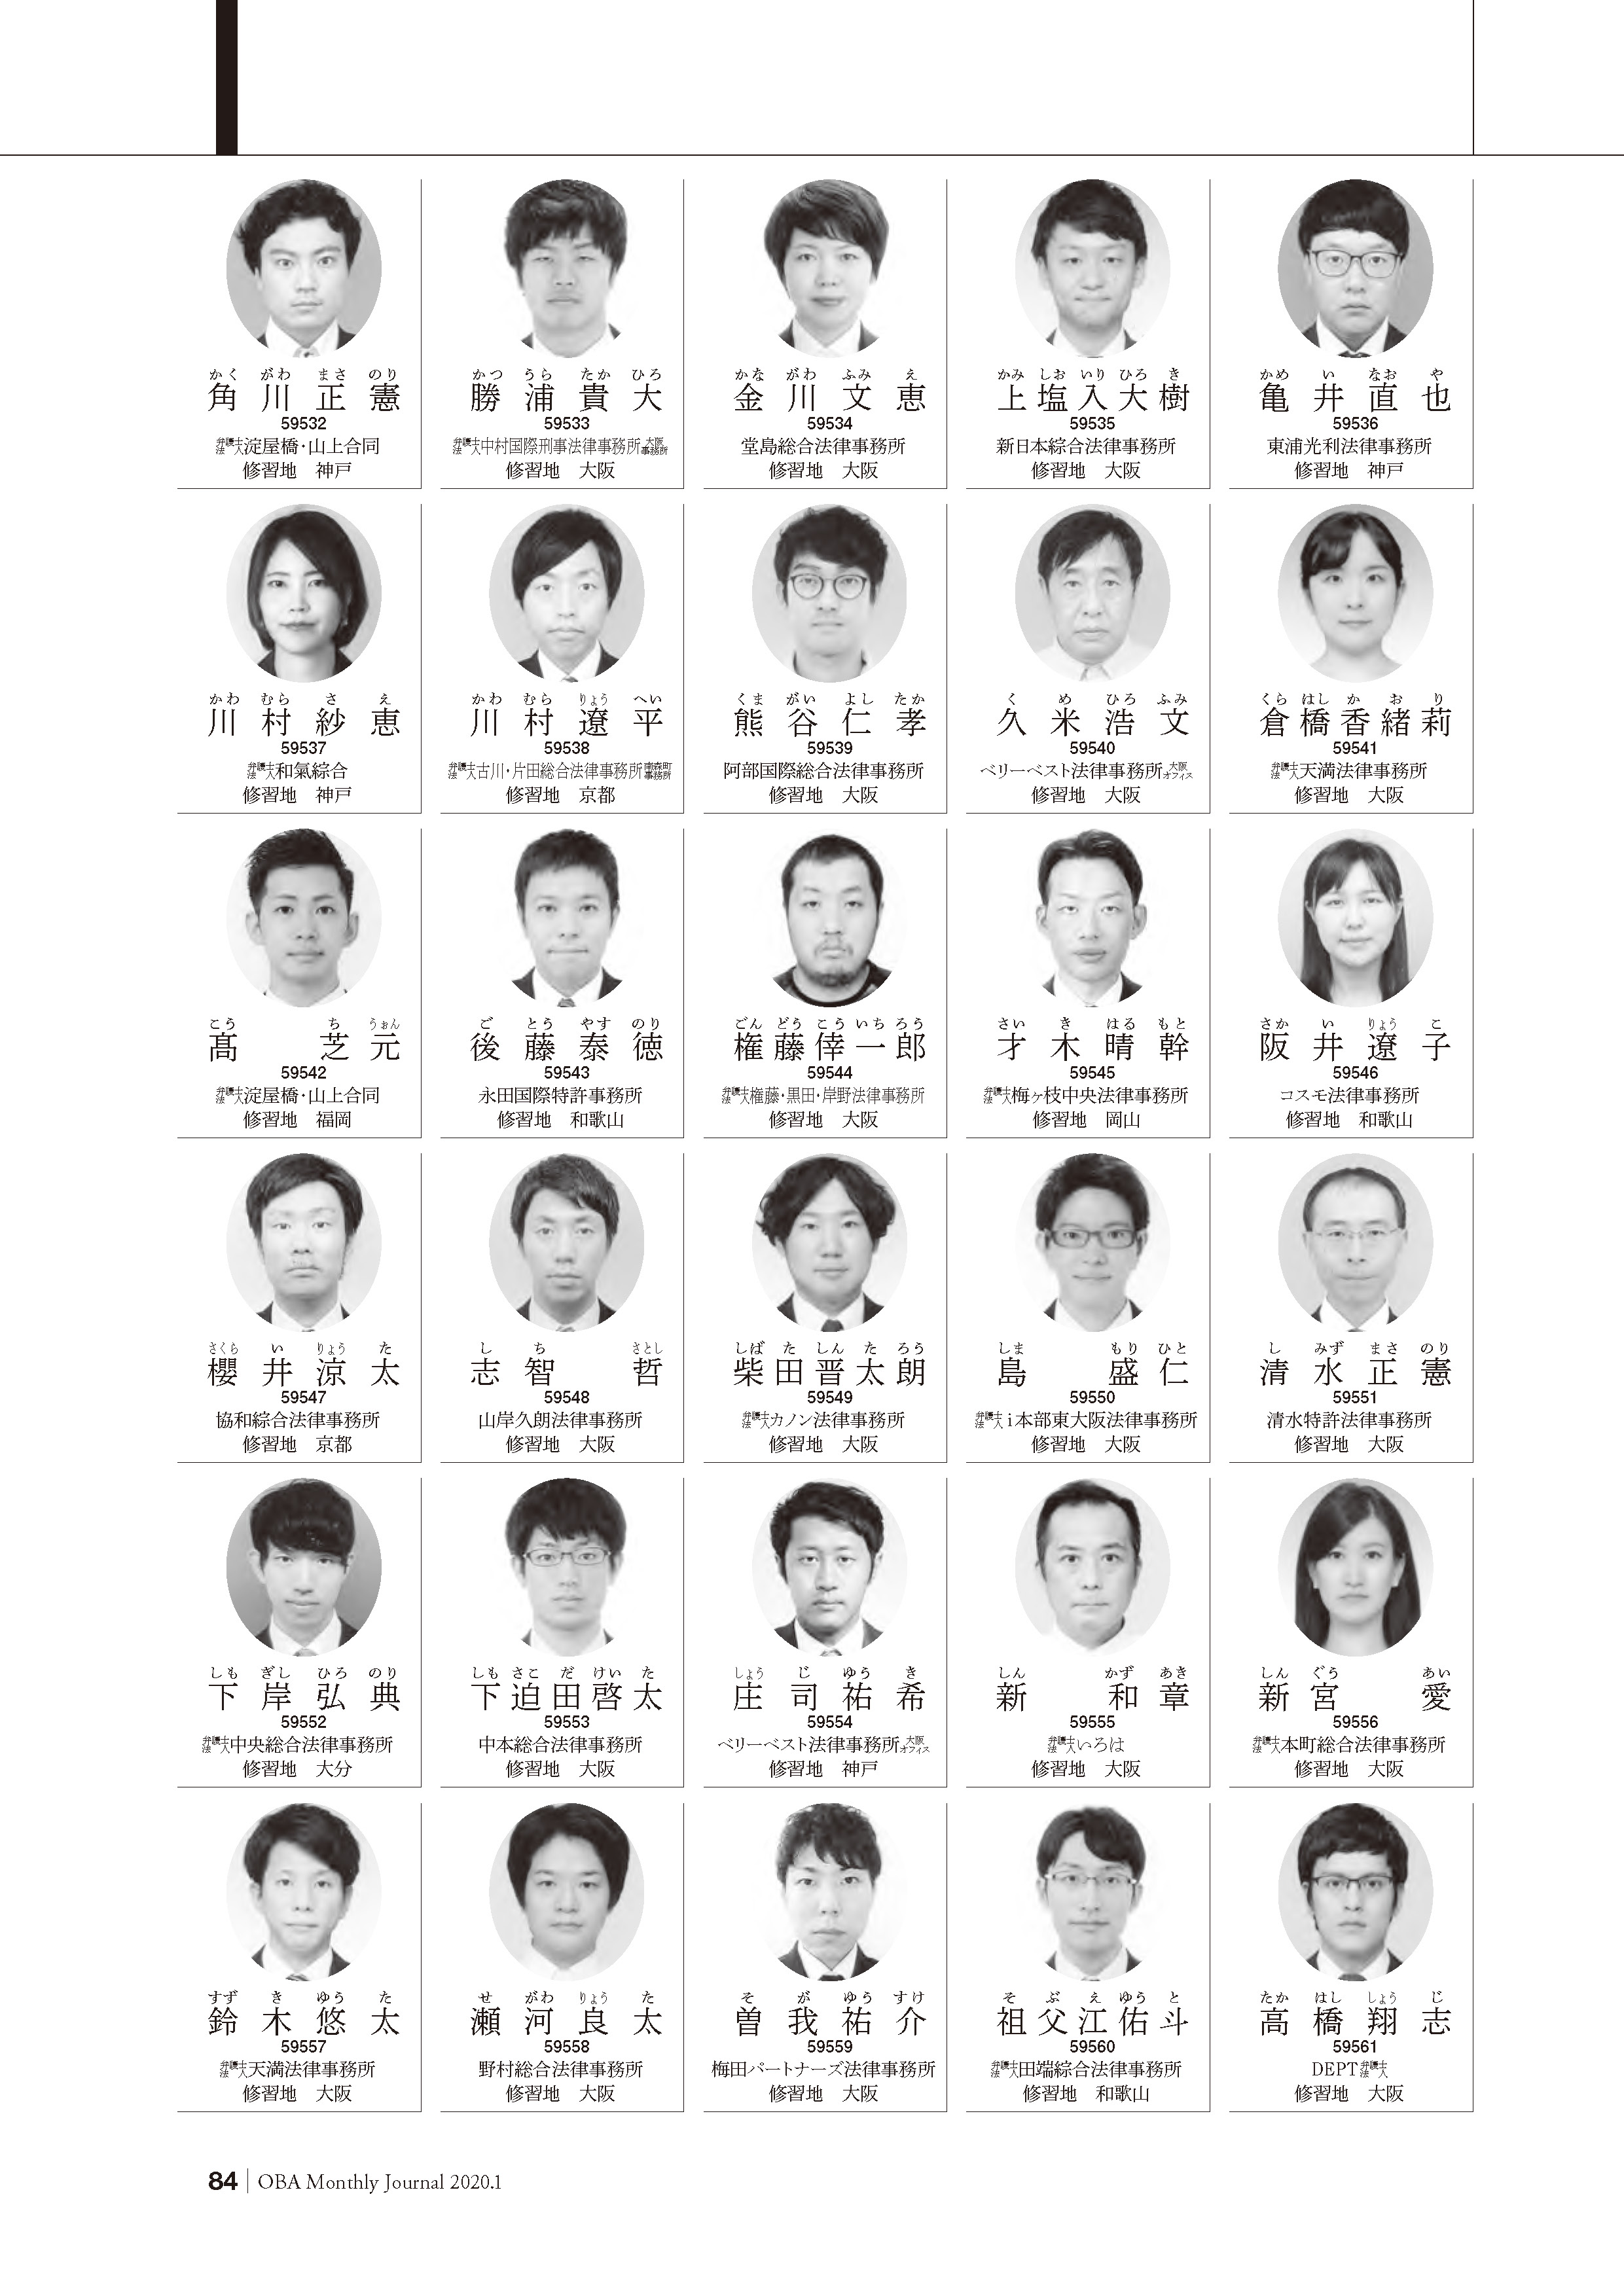 かく がわ まさ のり
角川正憲
59532
弁護士法人淀屋橋・山上合同
修習地　神戸
かつ うら たか ひろ
勝浦貴大
59533
弁護士法人中村国際刑事法律事務所大阪事務所
修習地　大阪
かな がわ ふみ え
金川文恵
59534
堂島総合法律事務所
修習地　大阪
かみ しお いり ひろ き
上塩入大樹
59535
新日本綜合法律事務所
修習地　大阪
かめ い なお や
亀井直也
59536
東浦光利法律事務所
修習地　神戸
かわ むら さ え
川村紗恵
59537
弁護士法人和氣綜合
修習地　神戸
かわ むら りょう へい
川村遼平
59538
弁護士法人古川・片田総合法律事務所南森町事務所
修習地　京都
くま がい よし たか
熊谷仁孝
59539
阿部国際総合法律事務所
修習地　大阪
く め ひろ ふみ
久米浩文
59540
ベリーベスト法律事務所大阪オフィス
修習地　大阪
くら はし か お り
倉橋香緒莉
59541
弁護士法人天満法律事務所
修習地　大阪
こう ち うぉん
髙　芝元
59542
弁護士法人淀屋橋・山上合同
修習地　福岡
ご とう やす のり
後藤泰徳
59543
永田国際特許事務所
修習地　和歌山
ごん どう こう いち ろう
権藤倖一郎
59544
弁護士法人権藤・黒田・岸野法律事務所
修習地　大阪
さい き はる もと
才木晴幹
59545
弁護士法人梅ヶ枝中央法律事務所
修習地　岡山
さか い りょう こ
阪井遼子
59546
コスモ法律事務所
修習地　和歌山
さくら い りょう た
櫻井涼太
59547
協和綜合法律事務所
修習地　京都
し ち さとし
志智　哲
59548
山岸久朗法律事務所
修習地　大阪
しば た しん た ろう
柴田晋太朗
59549
弁護士法人カノン法律事務所
修習地　大阪
しま もり ひと
島　盛仁
59550
弁護士法人i本部東大阪法律事務所
修習地　大阪
し みず まさ のり
清水正憲
59551
清水特許法律事務所
修習地　大阪
しも ぎし ひろ のり
下岸弘典
59552
弁護士法人中央総合法律事務所
修習地　大分
しも さこ だ けい た
下迫田啓太
59553
中本総合法律事務所
修習地　大阪
しょう じ ゆう き
庄司祐希
59554
ベリーベスト法律事務所大阪オフィス
修習地　神戸
しん かず あき
新　和章
59555
弁護士法人いろは
修習地　大阪
しん ぐう あい
新宮　愛
59556
弁護士法人本町総合法律事務所
修習地　大阪
すず き ゆう た
鈴木悠太
59557
弁護士法人天満法律事務所
修習地　大阪
せ がわ りょう た
瀬河良太
59558
野村総合法律事務所
修習地　大阪
そ が ゆう すけ
曽我祐介
59559
梅田パートナーズ法律事務所
修習地　大阪
そ ぶ え ゆう と
祖父江佑斗
59560
弁護士法人田端綜合法律事務所
修習地　和歌山
たか はし しょう じ
高橋翔志
59561
DEPT弁護士法人
修習地　大阪
84 OBA Monthly Journal 2020.1